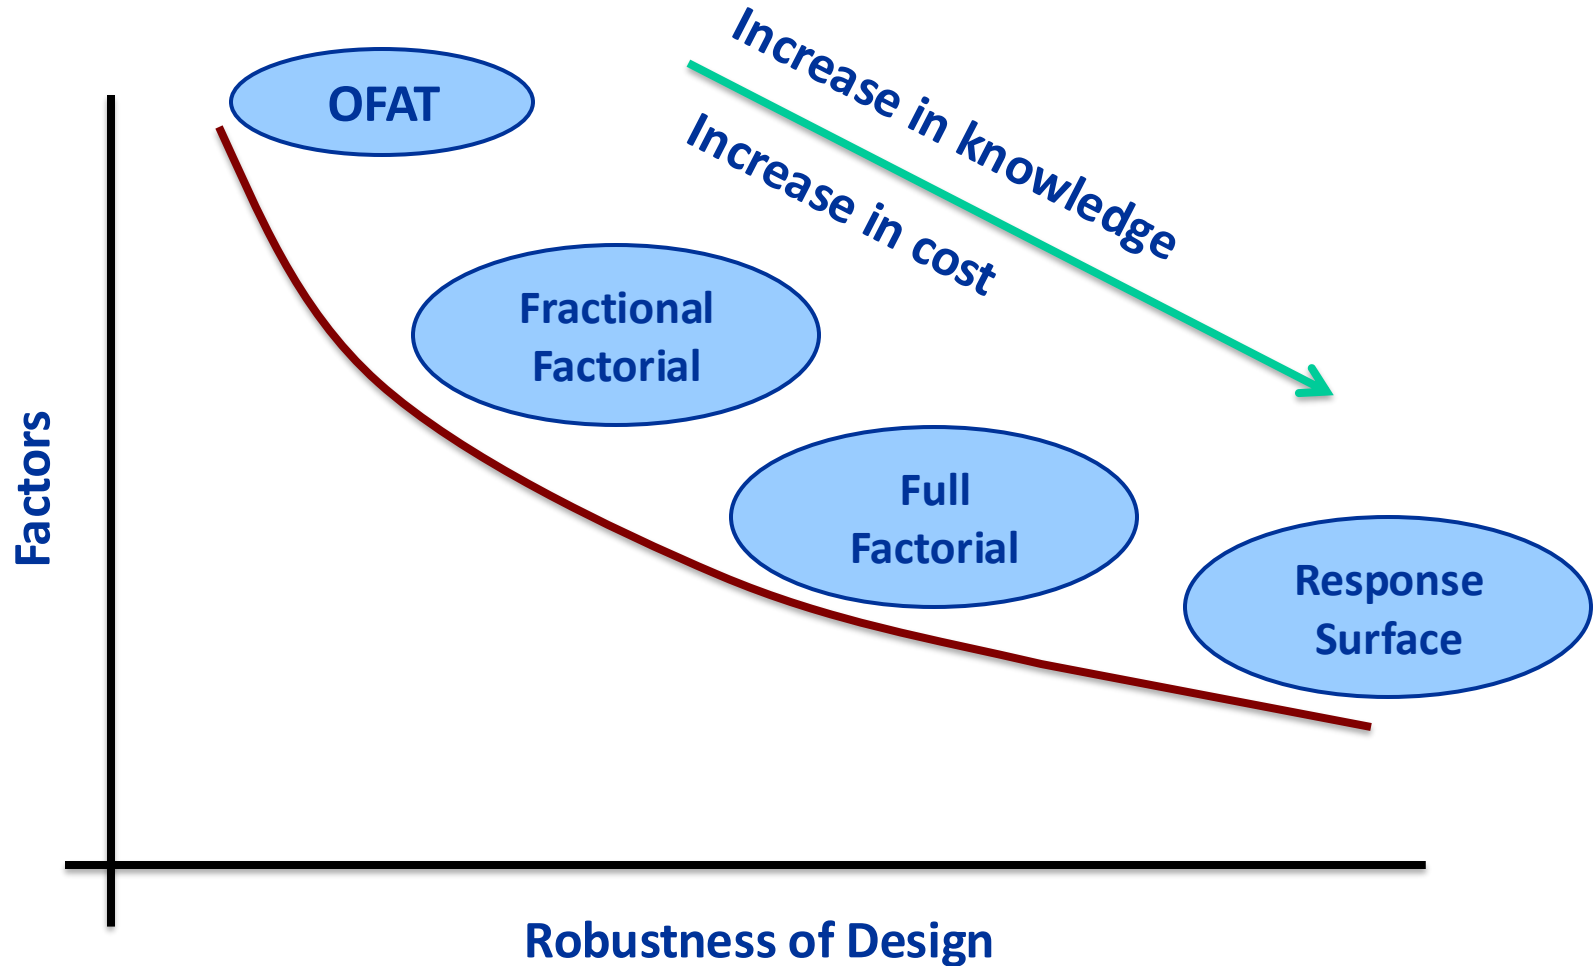 OFAT
Increase in knowledge
Increase in cost
Fractional
Factorial
Full
Factorial
Response
Surface
Factors
Robustness of Design